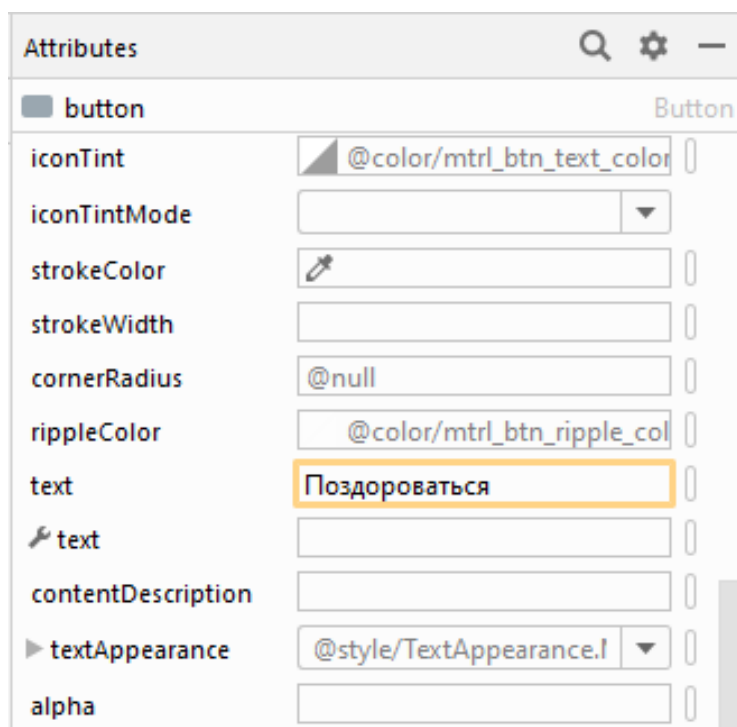 Attributes
button Button
iconTint @color/mtrl_btn_text_color
iconTintMode
strokeColor
strokeWidth
cornerRadius @null
rippleColor @color/mtrl_btn_ripple_col
text Поздороваться
text
contentDescription
textAppearance @style/TextAppearance.M
alpha